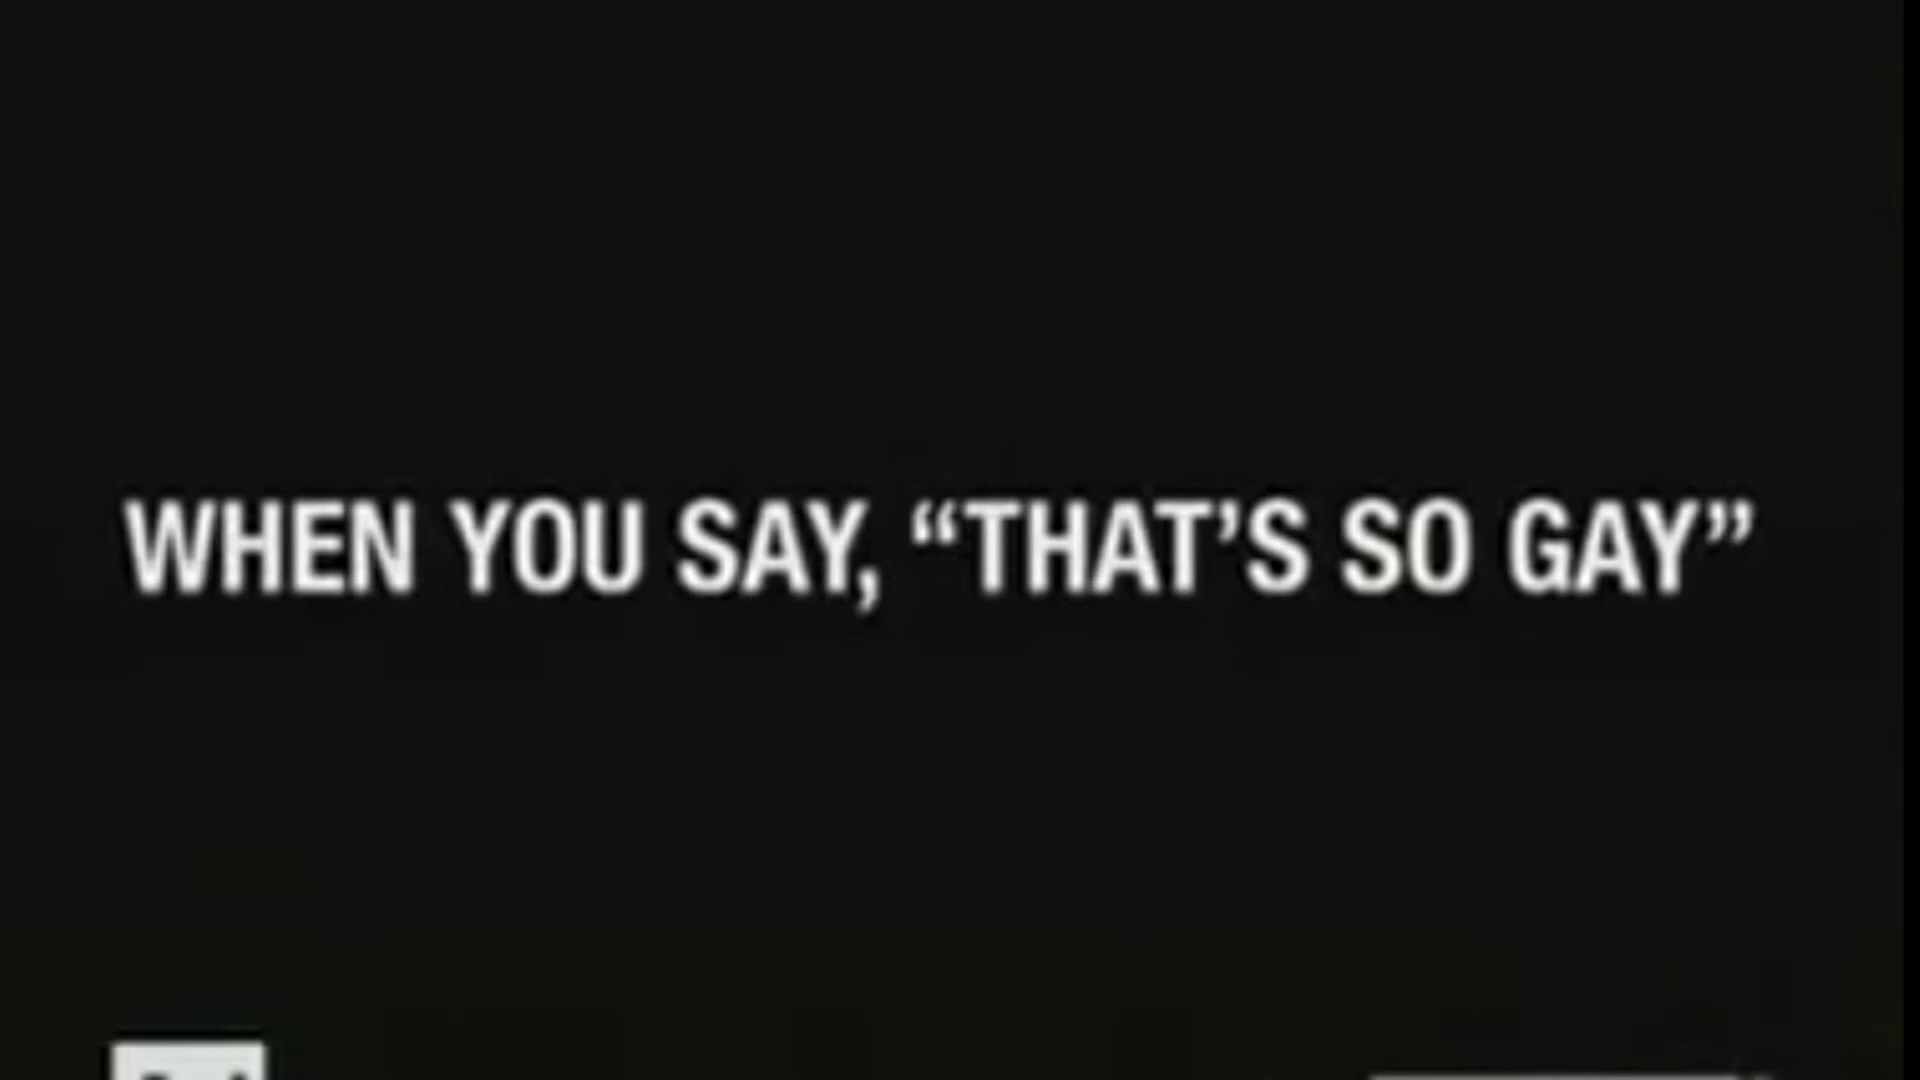 WHEN YOU SAY, “THAT’S SO GAY”